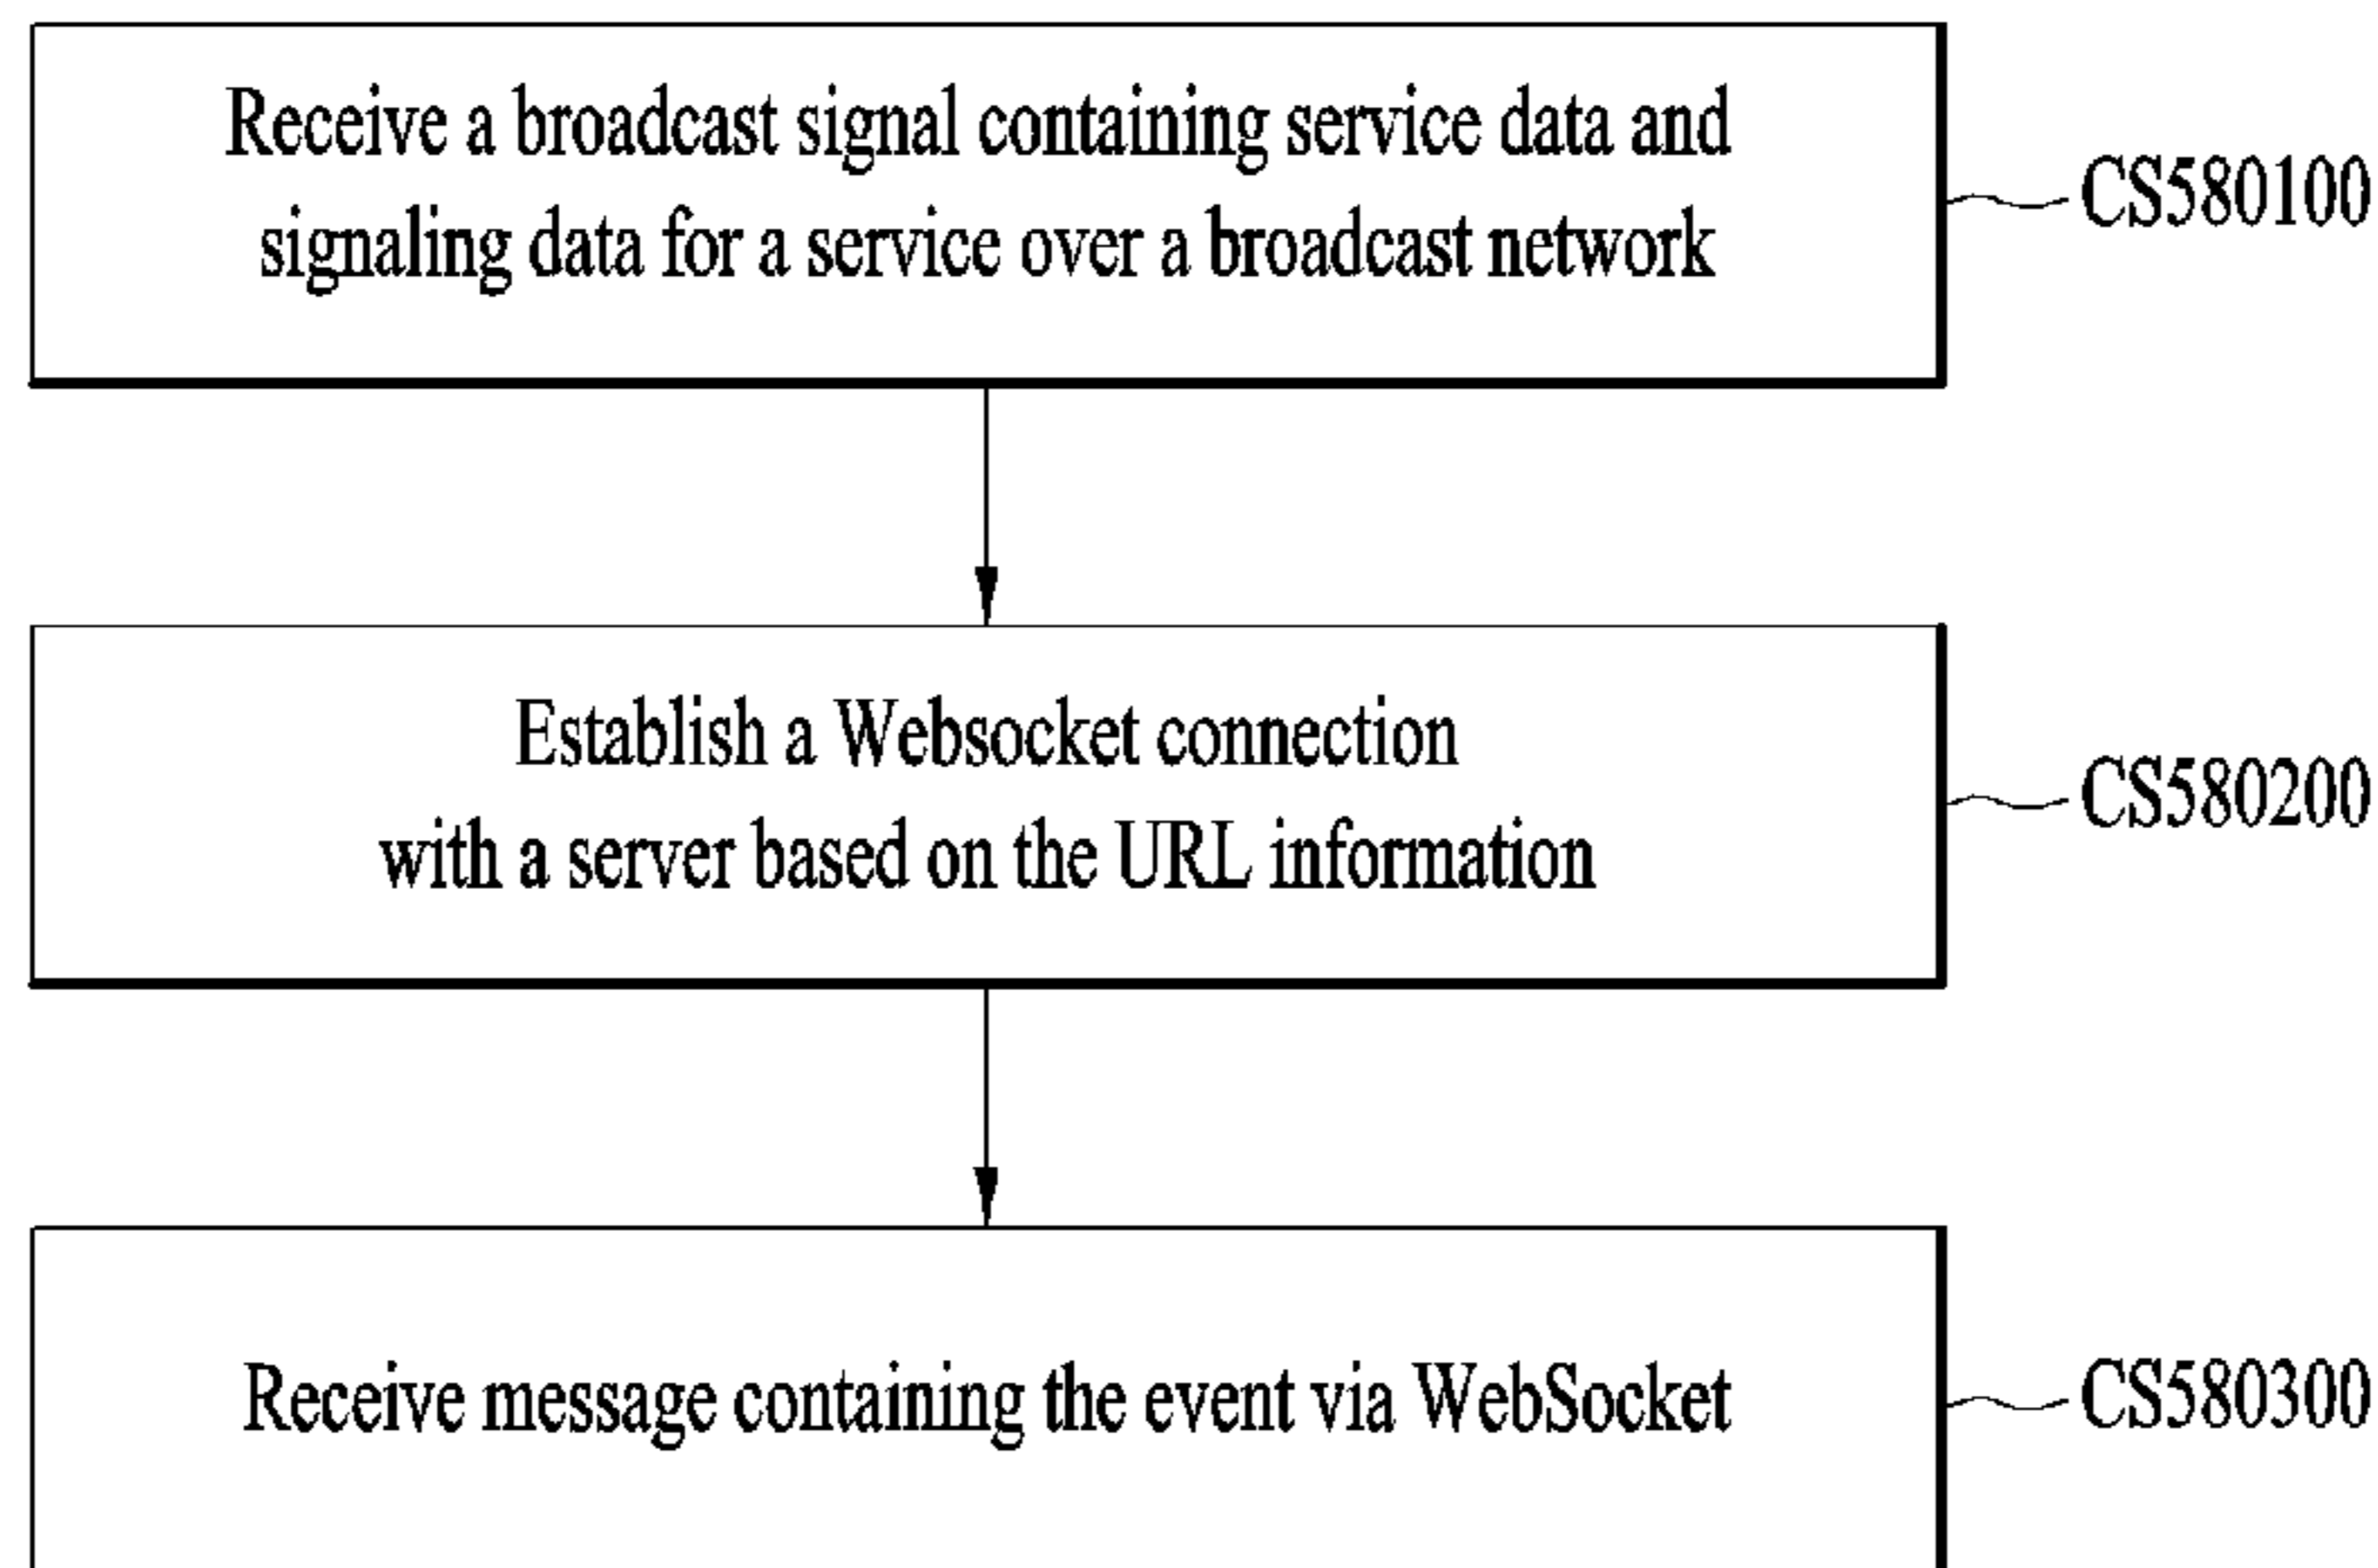 Receive a broadcast signal containing service data and
signaling data for a service over a broadcast network
CS580100
Establish a Websocket connection
with a server based on the URL information
CS580200
Receive message containing the event via WebSocket
CS580300